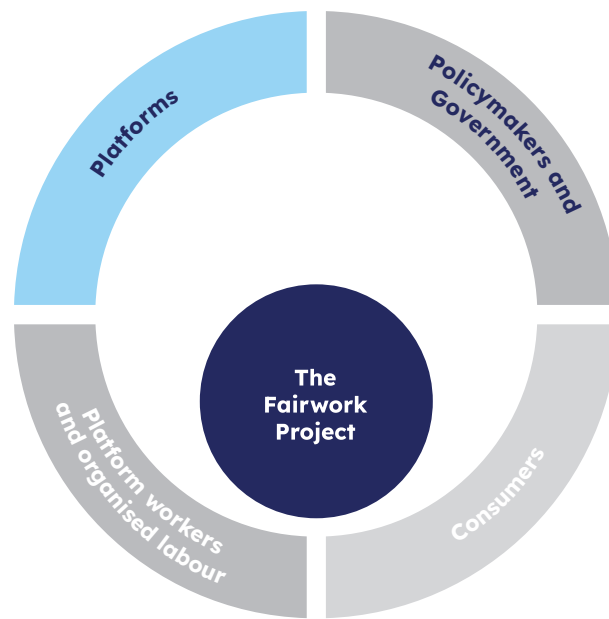 Platforms
Policymakers and
Government
The
Fairwork
Project
Platform workers
and organised labour
Consumers